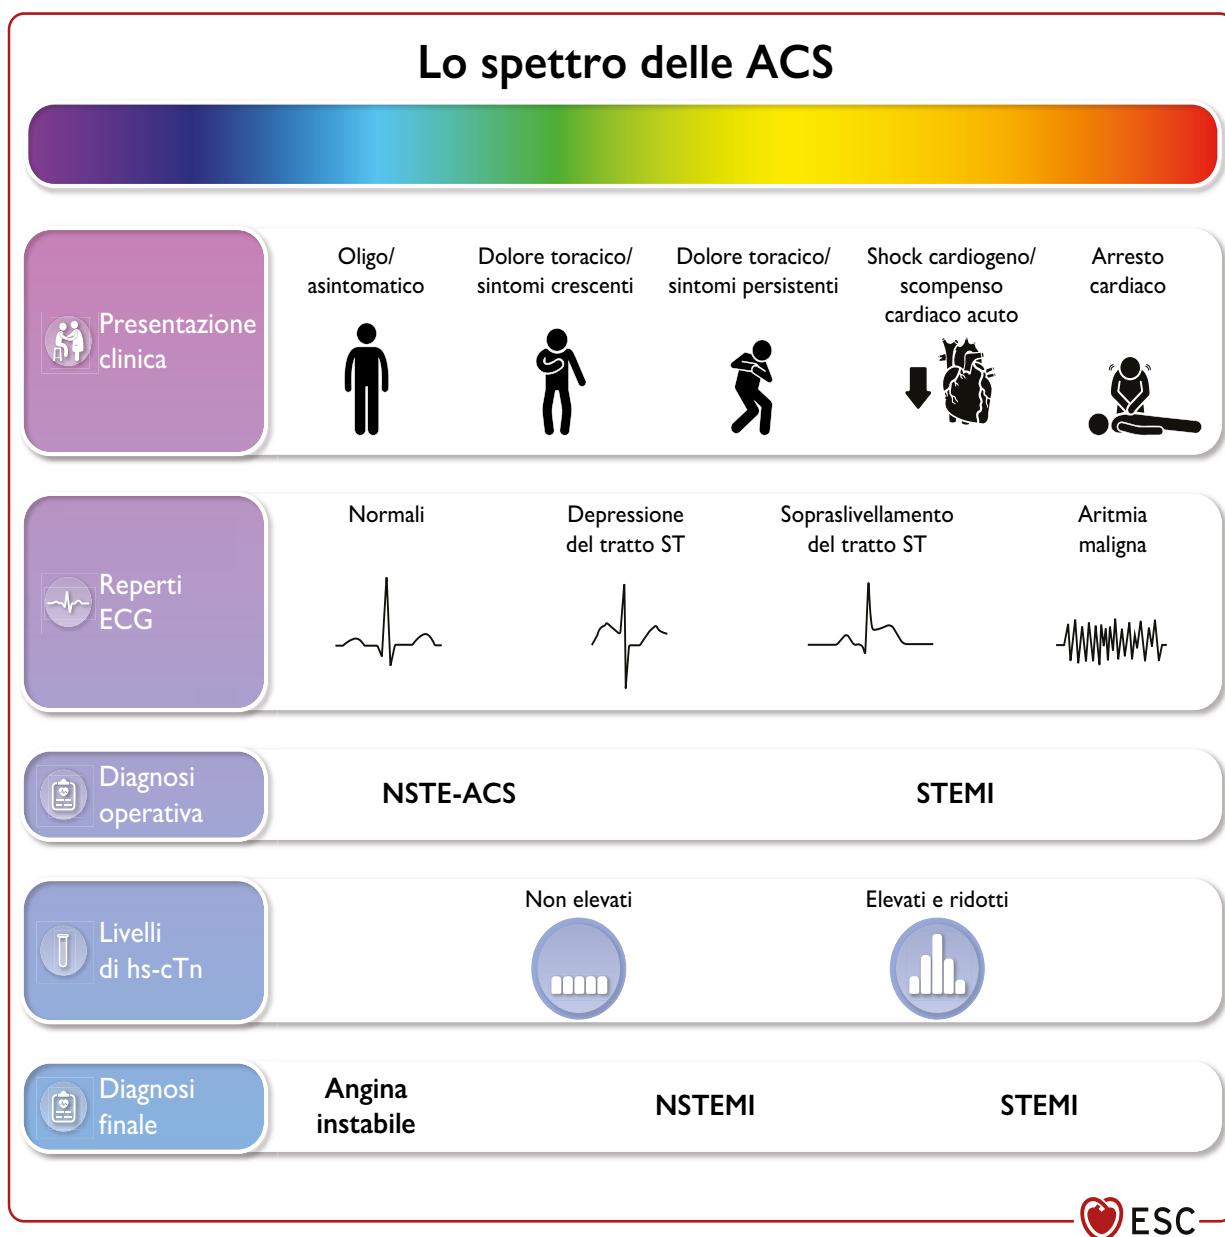 Lo spettro delle ACS
Presentazione
clinica
Oligo/
asintomatico
Dolore toracico/
sintomi crescenti
Dolore toracico/
sintomi persistenti
Shock cardiogeno/
scompenso
cardiaco acuto
Arresto
cardiaco
Reperti
ECG
Normali
Depressione
del tratto ST
Sopraslivellamento
del tratto ST
Aritmia
maligna
Diagnosi
operativa
NSTE-ACS
STEMI
Livelli
di hs-cTn
Non elevati
Elevati e ridotti
Diagnosi
finale
Angina
instabile
NSTEMI
STEMI
ESC